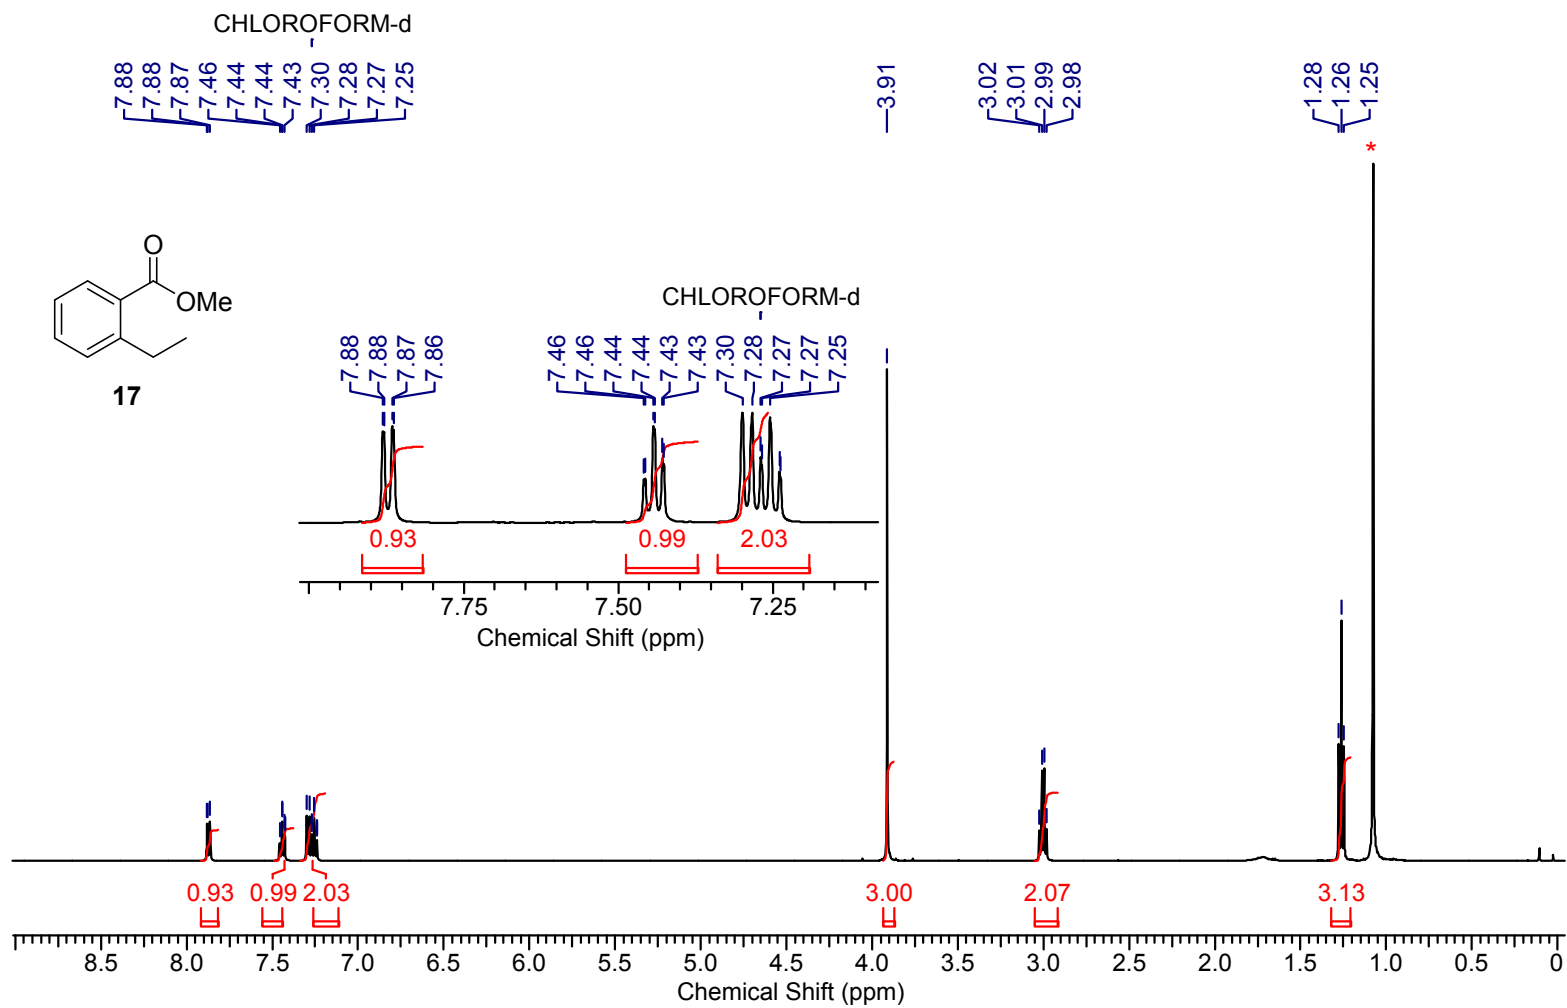 CHLOROFORM-d
7.88 7.88 7.87 7.46 7.44 7.44 7.43 7.30 7.28 7.27 7.25 3.91 3.02 3.01 2.99 2.98 1.28 1.26 1.25
*
O
OMe
17
CHLOROFORM-d
7.88 7.88 7.87 7.86 7.46 7.46 7.44 7.44 7.43 7.43 7.30 7.28 7.27 7.27 7.25
0.93 0.99 2.03
7.75 7.50 7.25
Chemical Shift (ppm)
0.93 0.99 2.03 3.00 2.07 3.13
8.5 8.0 7.5 7.0 6.5 6.0 5.5 5.0 4.5 4.0 3.5 3.0 2.5 2.0 1.5 1.0 0.5 0
Chemical Shift (ppm)